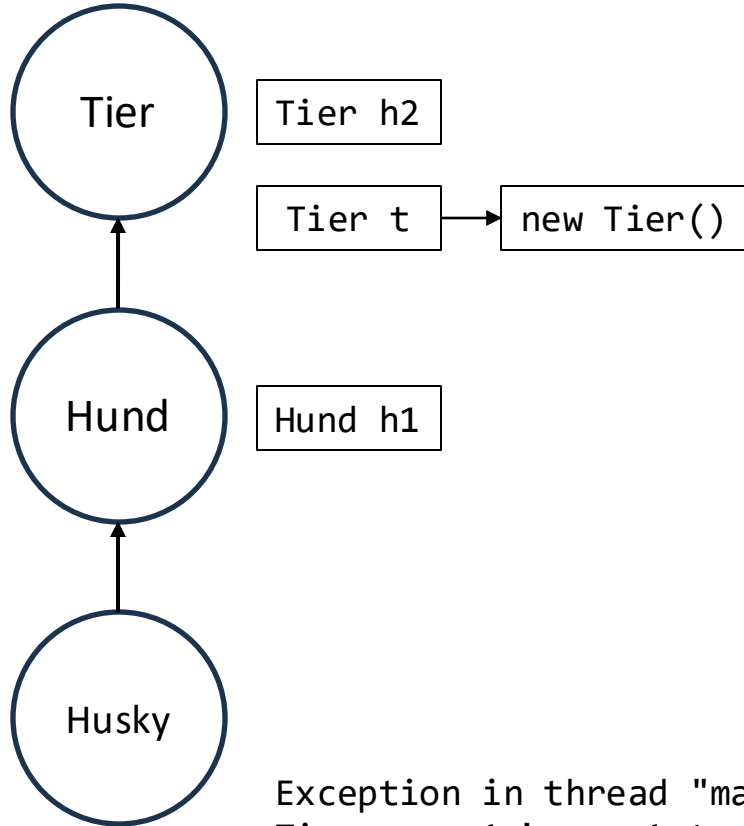 Tier
Tier h2
Tier t
new Tier()
Hund
Hund h1
Husky
Exception in thread